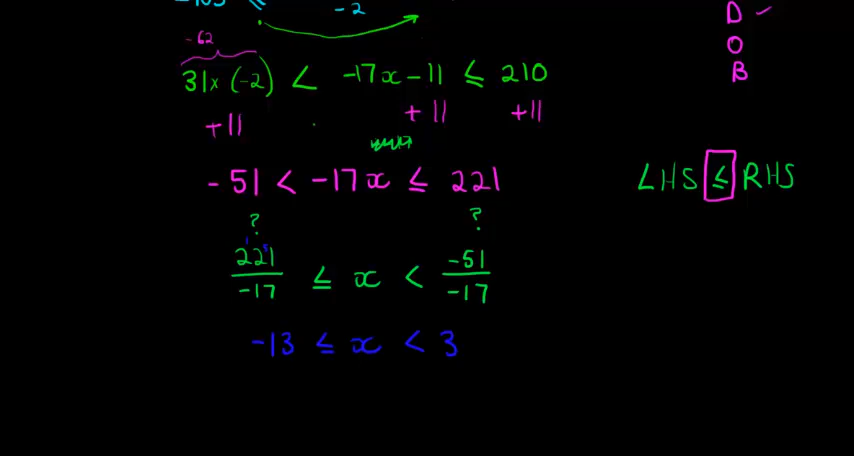 -2
D
O
B
-62
31 × (-2) < -17x - 11 ≤ 210
+11 +11 +11
-51 < -17x ≤ 221
LHS ≤ RHS
? ?
221/-17 ≤ x < -51/-17
-13 ≤ x < 3